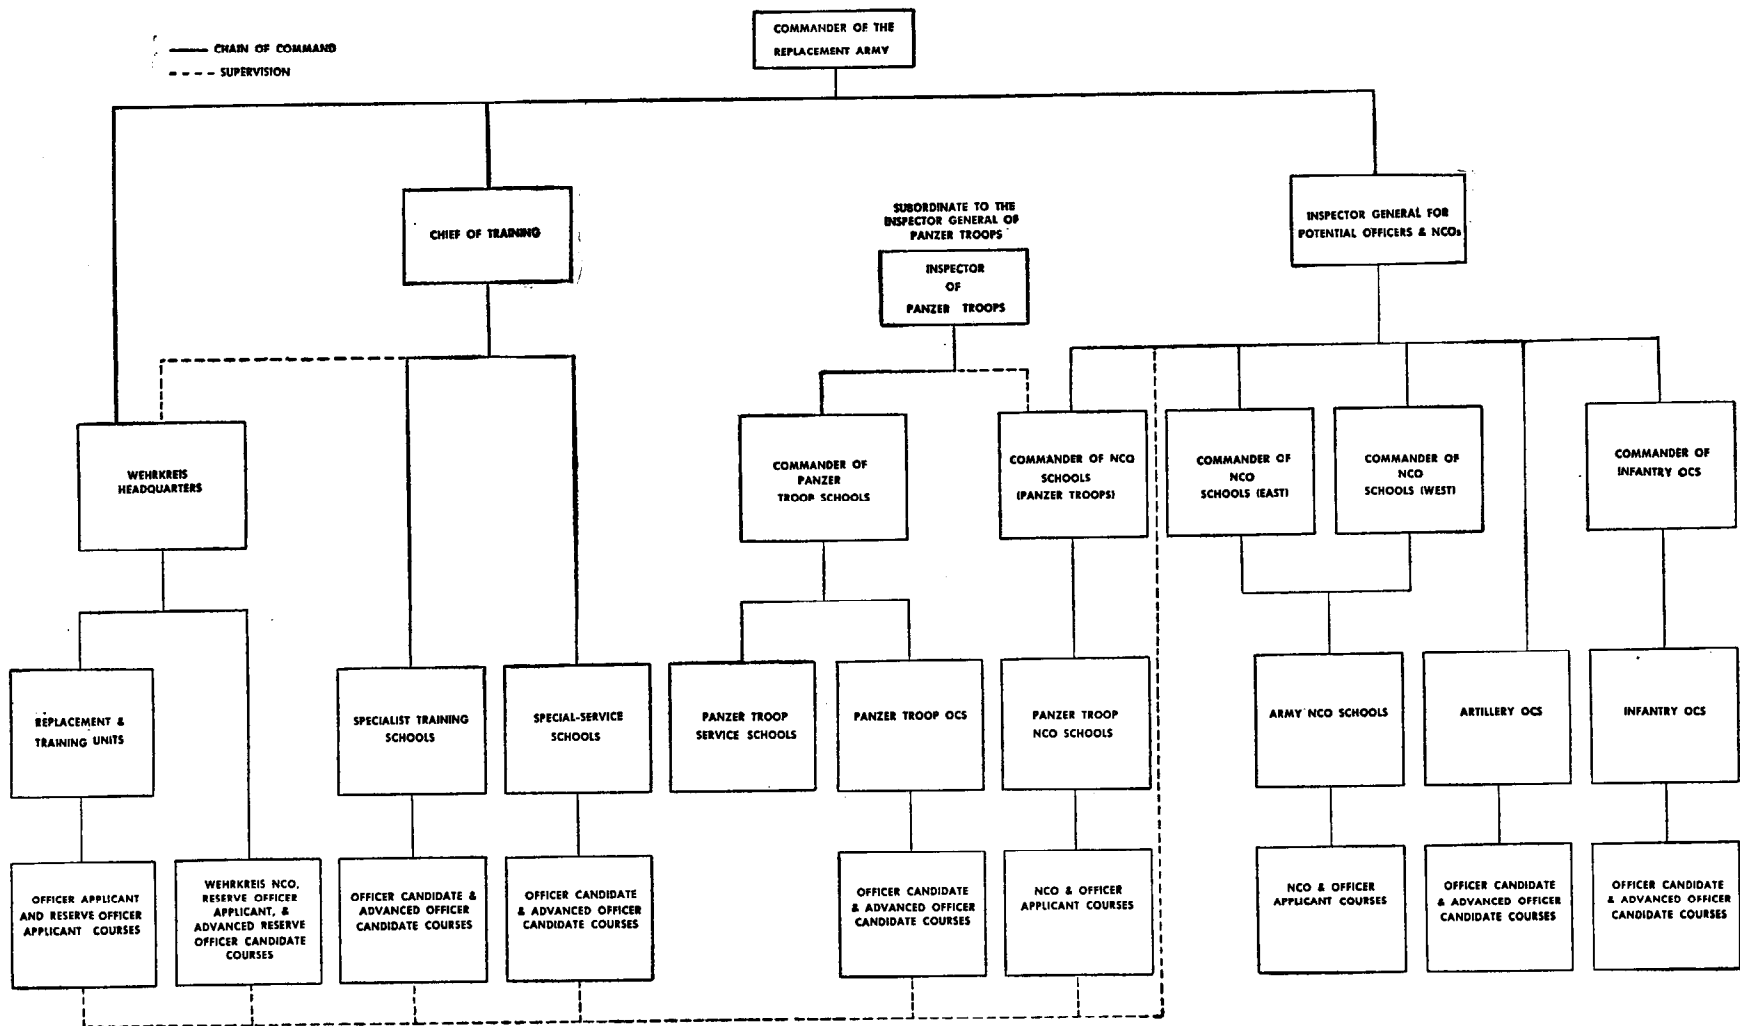 COMMANDER OF THE
REPLACEMENT ARMY
CHAIN OF COMMAND
SUPERVISION
CHIEF OF TRAINING
SUBORDINATE TO THE
INSPECTOR GENERAL OF
PANZER TROOPS
INSPECTOR
OF
PANZER TROOPS
INSPECTOR GENERAL FOR
POTENTIAL OFFICERS & NCOs
WEHRKREIS
HEADQUARTERS
COMMANDER OF
PANZER
TROOP SCHOOLS
COMMANDER OF NCO
SCHOOLS
(PANZER TROOPS)
COMMANDER OF
NCO
SCHOOLS (EAST)
COMMANDER OF
NCO
SCHOOLS (WEST)
COMMANDER OF
INFANTRY OCS
REPLACEMENT &
TRAINING UNITS
SPECIALIST TRAINING
SCHOOLS
SPECIAL-SERVICE
SCHOOLS
PANZER TROOP
SERVICE SCHOOLS
PANZER TROOP OCS
PANZER TROOP
NCO SCHOOLS
ARMY NCO SCHOOLS
ARTILLERY OCS
INFANTRY OCS
OFFICER APPLICANT
AND RESERVE OFFICER
APPLICANT COURSES
WEHRKREIS NCO,
RESERVE OFFICER
APPLICANT, &
ADVANCED RESERVE
OFFICER CANDIDATE
COURSES
OFFICER CANDIDATE &
ADVANCED OFFICER
CANDIDATE COURSES
OFFICER CANDIDATE
& ADVANCED OFFICER
CANDIDATE COURSES
OFFICER CANDIDATE
& ADVANCED OFFICER
CANDIDATE COURSES
NCO & OFFICER
APPLICANT COURSES
NCO & OFFICER
APPLICANT COURSES
OFFICER CANDIDATE
& ADVANCED OFFICER
CANDIDATE COURSES
OFFICER CANDIDATE
& ADVANCED OFFICER
CANDIDATE COURSES